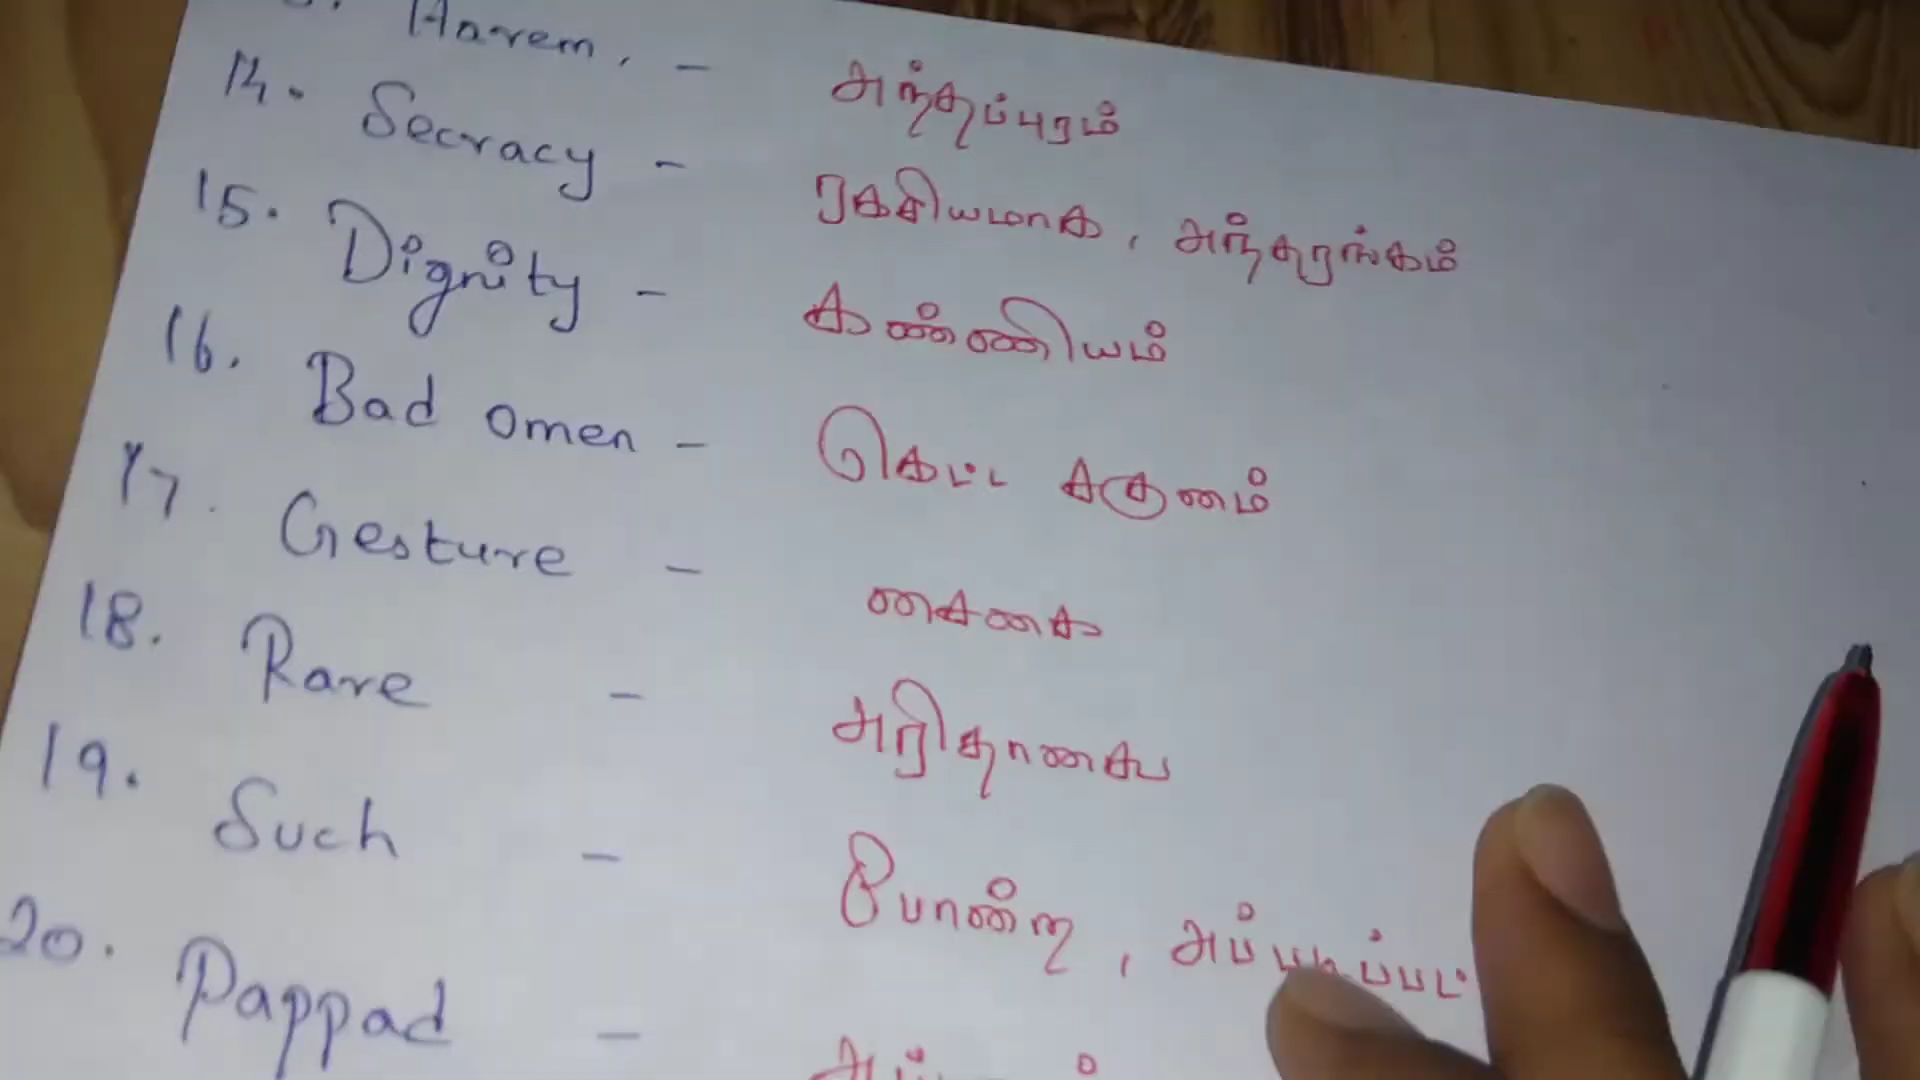 Harem, - அந்தப்புரம்
14. Secracy - ரகசியமாக, அந்தரங்கம்
15. Dignity - கண்ணியம்
16. Bad omen - கெட்ட சகுனம்
17. Gesture - சைகை
18. Rare - அரிதானவை
19. Such - போன்ற, அப்படிப்பட்
20. Pappad -